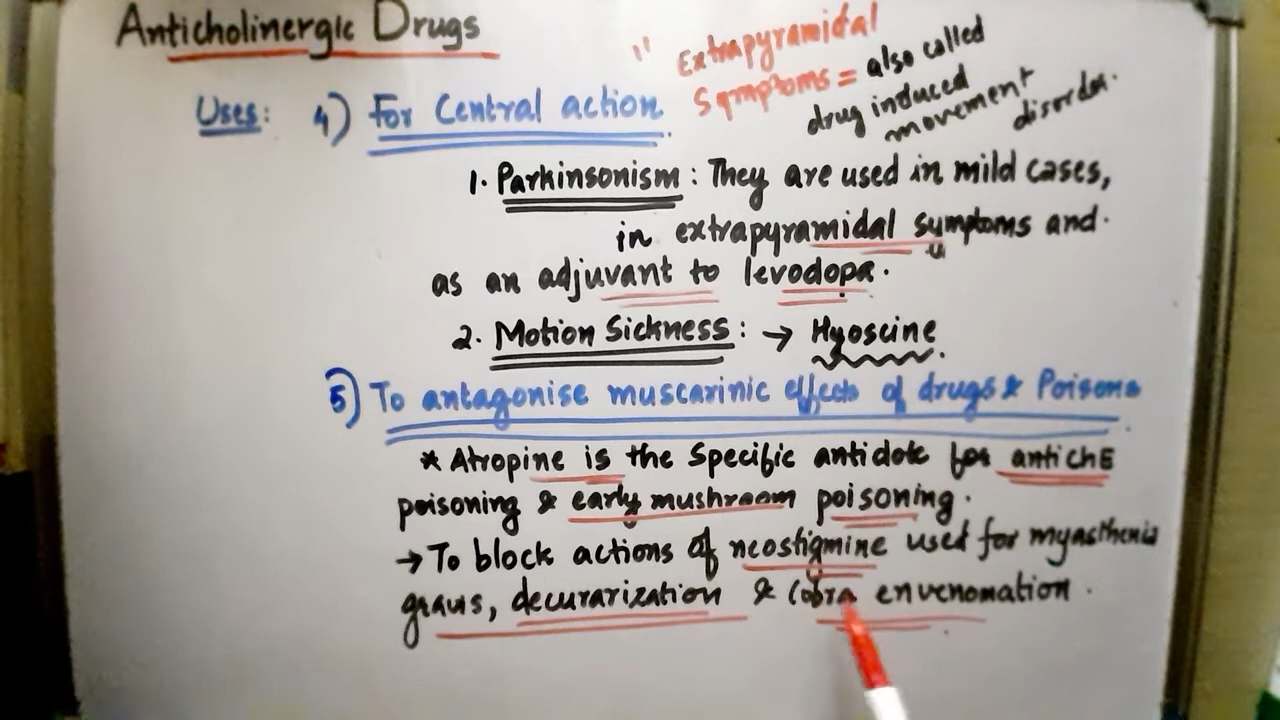 Anticholinergic Drugs
" Extrapyramidal
Symptoms = also called
drug induced
movement
disorder.
Uses: 4) For Central action.
1. Parkinsonism: They are used in mild cases,
in extrapyramidal symptoms and
as an adjuvant to levodopa.
2. Motion Sickness: → Hyoscine.
5) To antagonise muscarinic effects of drugs & Poisons
* Atropine is the Specific antidote for antichE
poisoning & early mushroom poisoning.
→ To block actions of neostigmine used for myasthenia
gravis, decurarization & Cobra envenomation.